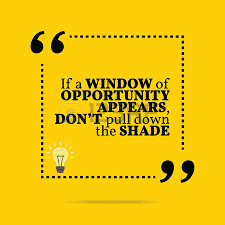 If a WINDOW of
OPPORTUNITY
APPEARS,
DON'T pull down
the SHADE